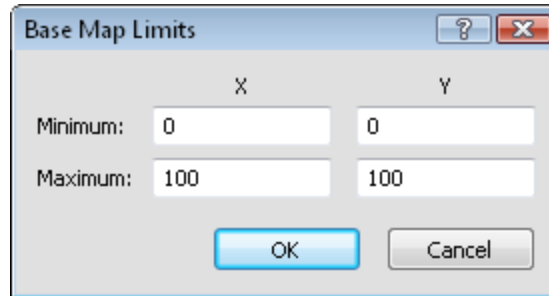 Base Map Limits ?
X Y
Minimum: 0 0
Maximum: 100 100
OK Cancel